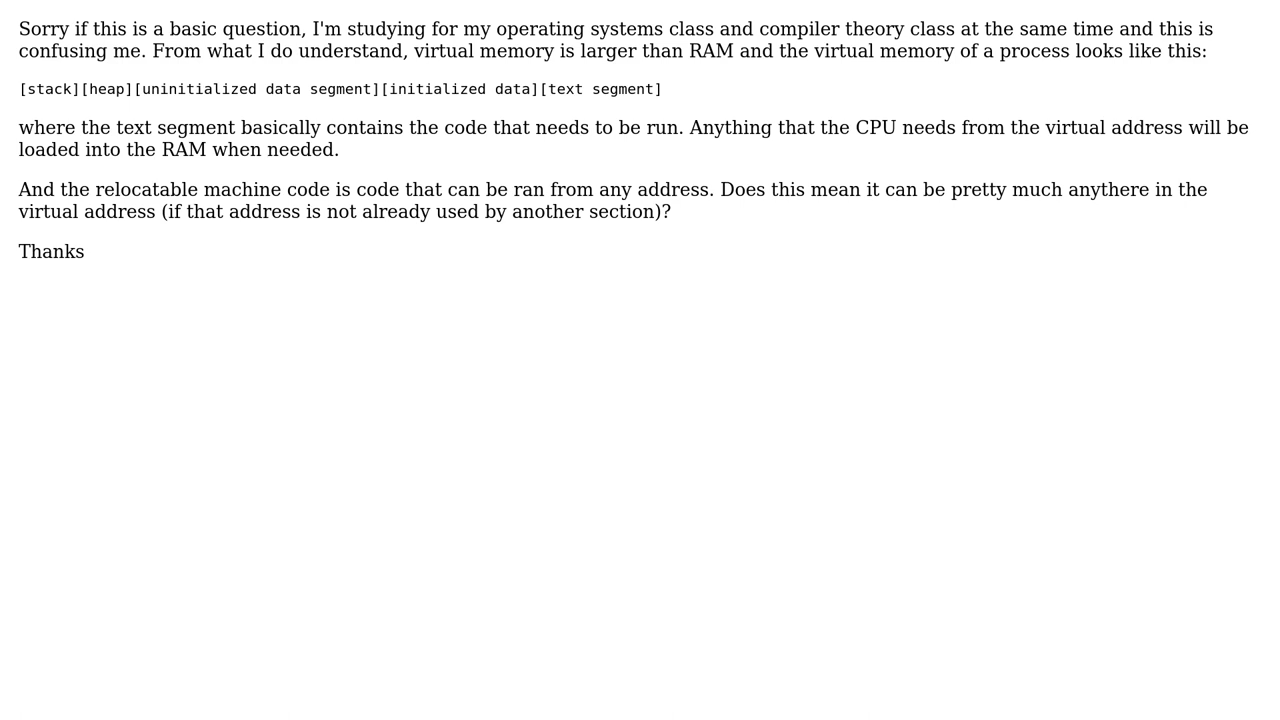 Sorry if this is a basic question, I'm studying for my operating systems class and compiler theory class at the same time and this is
confusing me. From what I do understand, virtual memory is larger than RAM and the virtual memory of a process looks like this:
[stack][heap][uninitialized data segment][initialized data][text segment]
where the text segment basically contains the code that needs to be run. Anything that the CPU needs from the virtual address will be
loaded into the RAM when needed.
And the relocatable machine code is code that can be ran from any address. Does this mean it can be pretty much anythere in the
virtual address (if that address is not already used by another section)?
Thanks